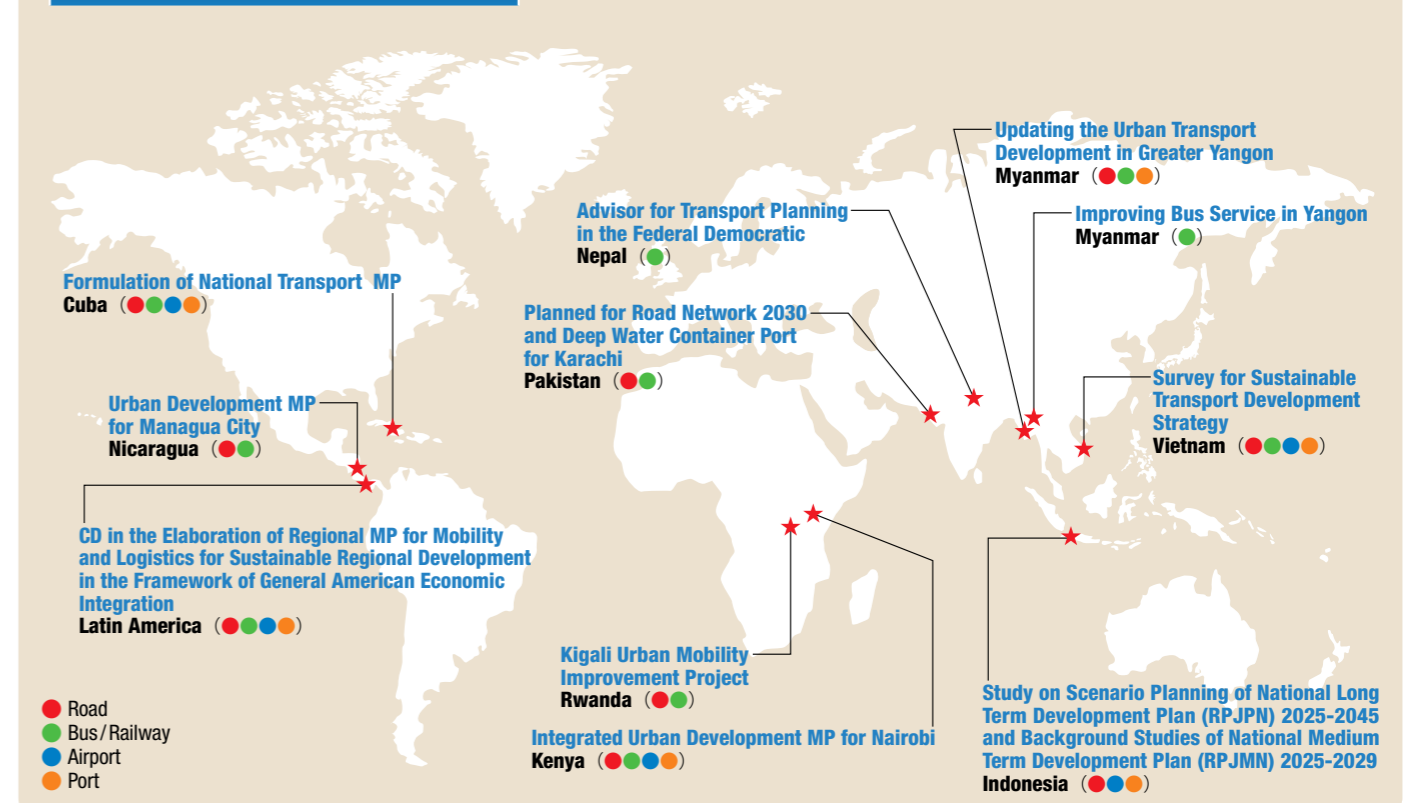 Updating the Urban Transport
Development in Greater Yangon
Myanmar ( )
Improving Bus Service in Yangon
Myanmar ( )
Advisor for Transport Planning
in the Federal Democratic
Nepal ( )
Formulation of National Transport MP
Cuba ( )
Planned for Road Network 2030
and Deep Water Container Port
for Karachi
Pakistan ( )
Survey for Sustainable
Transport Development
Strategy
Vietnam ( )
Urban Development MP
for Managua City
Nicaragua ( )
CD in the Elaboration of Regional MP for Mobility
and Logistics for Sustainable Regional Development
in the Framework of General American Economic
Integration
Latin America ( )
Kigali Urban Mobility
Improvement Project
Rwanda ( )
Integrated Urban Development MP for Nairobi
Kenya ( )
Study on Scenario Planning of National Long
Term Development Plan (RPJPN) 2025-2045
and Background Studies of National Medium
Term Development Plan (RPJMN) 2025-2029
Indonesia ( )
Road
Bus/Railway
Airport
Port